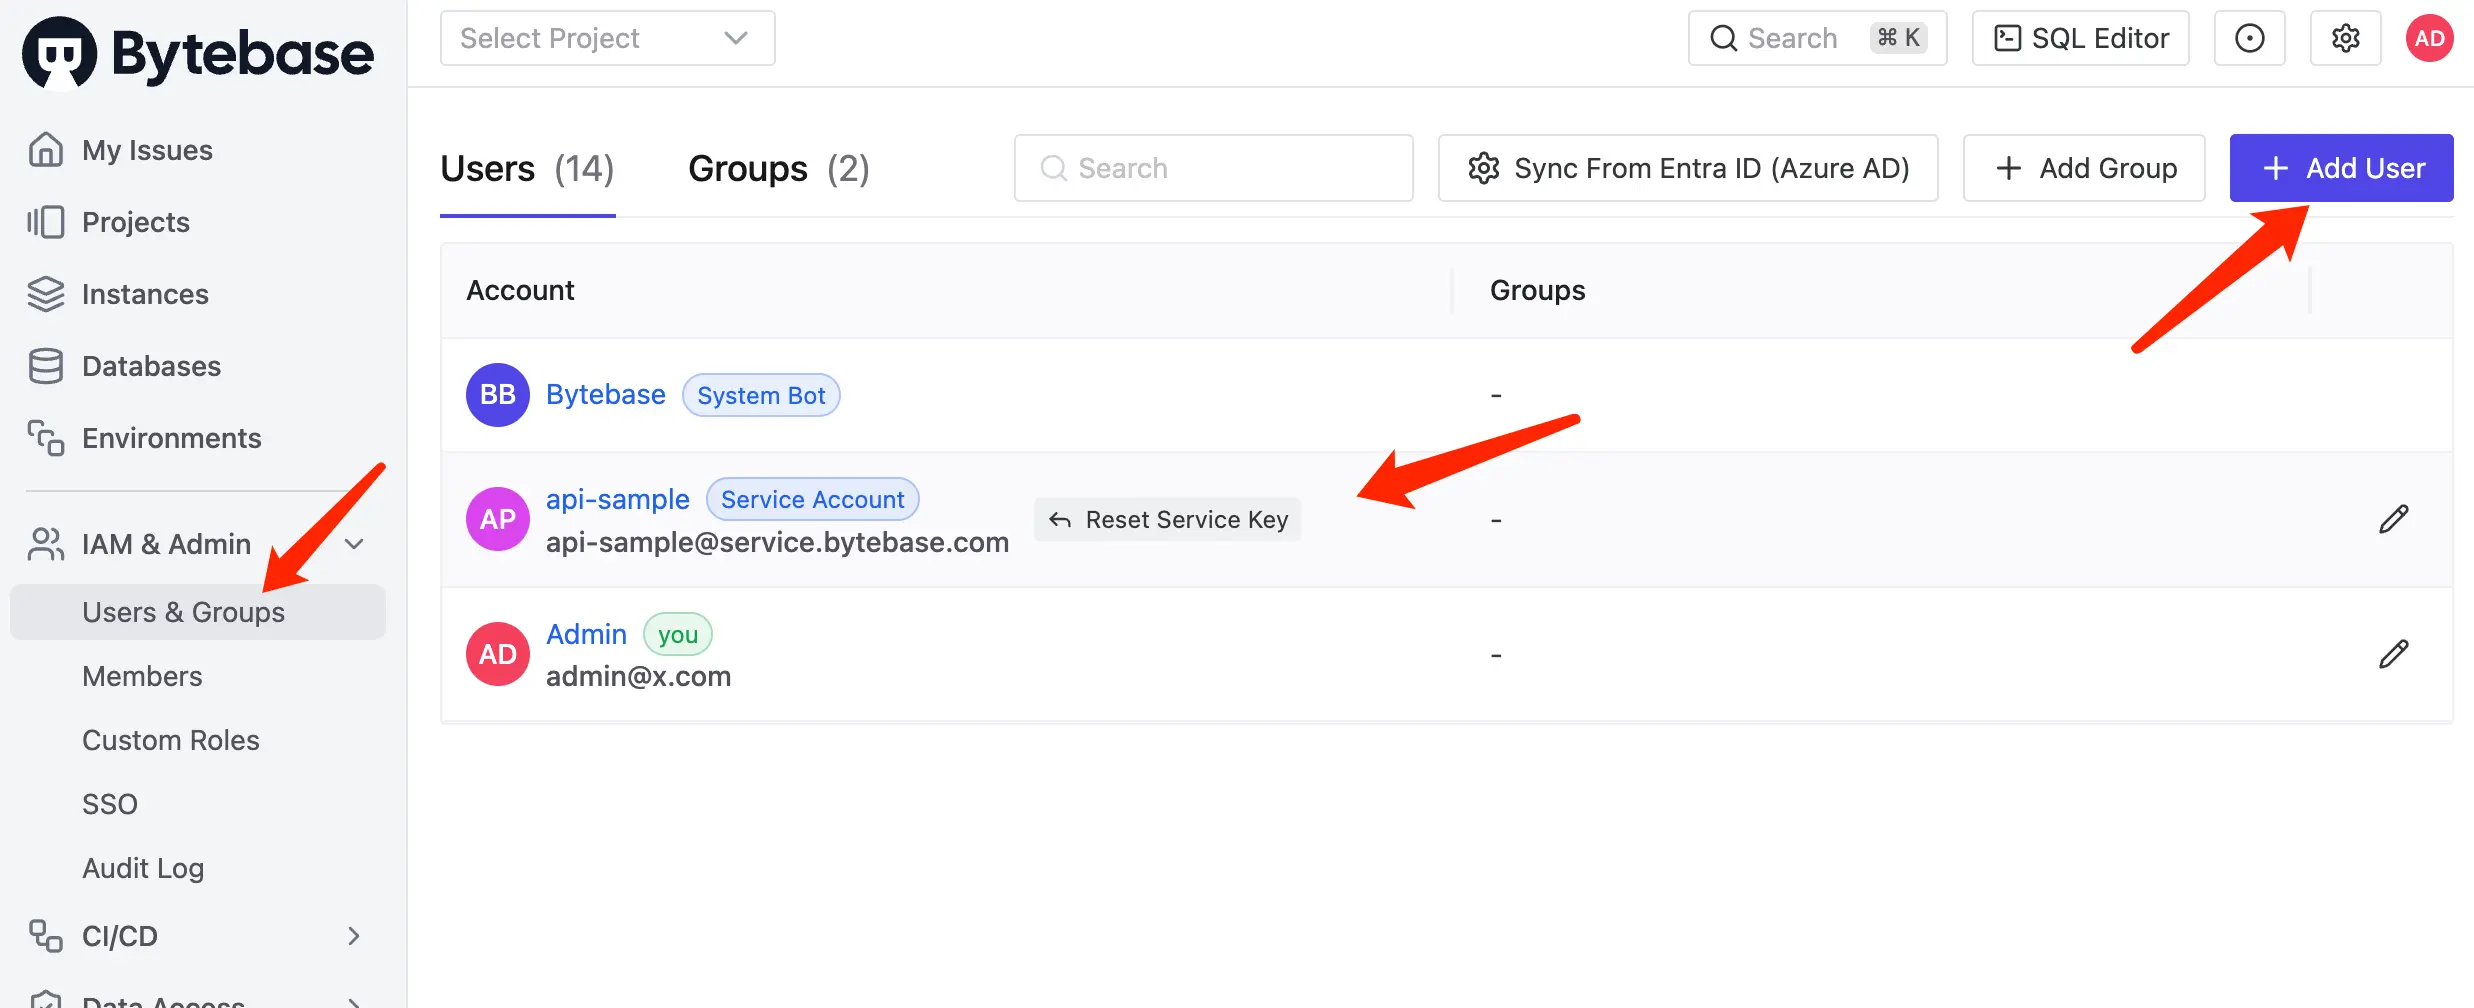 Bytebase
Select Project
Search ⌘ K
SQL Editor
AD
My Issues
Projects
Instances
Databases
Environments
IAM & Admin
Users & Groups
Members
Custom Roles
SSO
Audit Log
CI/CD
Data Access
Users (14)
Groups (2)
Search
Sync From Entra ID (Azure AD)
+ Add Group
+ Add User
Account
Groups
BB
Bytebase
System Bot
-
AP
api-sample
Service Account
api-sample@service.bytebase.com
Reset Service Key
-
AD
Admin
you
admin@x.com
-